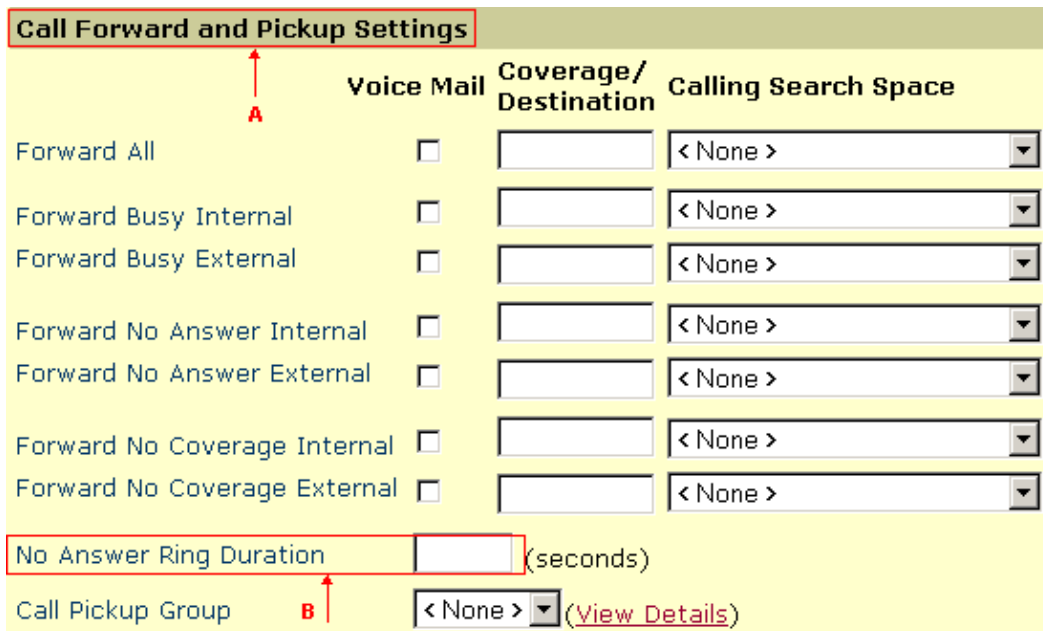 Call Forward and Pickup Settings
A
Voice Mail Coverage/ Destination Calling Search Space
Forward All < None >
Forward Busy Internal < None >
Forward Busy External < None >
Forward No Answer Internal < None >
Forward No Answer External < None >
Forward No Coverage Internal < None >
Forward No Coverage External < None >
No Answer Ring Duration (seconds)
B
Call Pickup Group < None > (View Details)